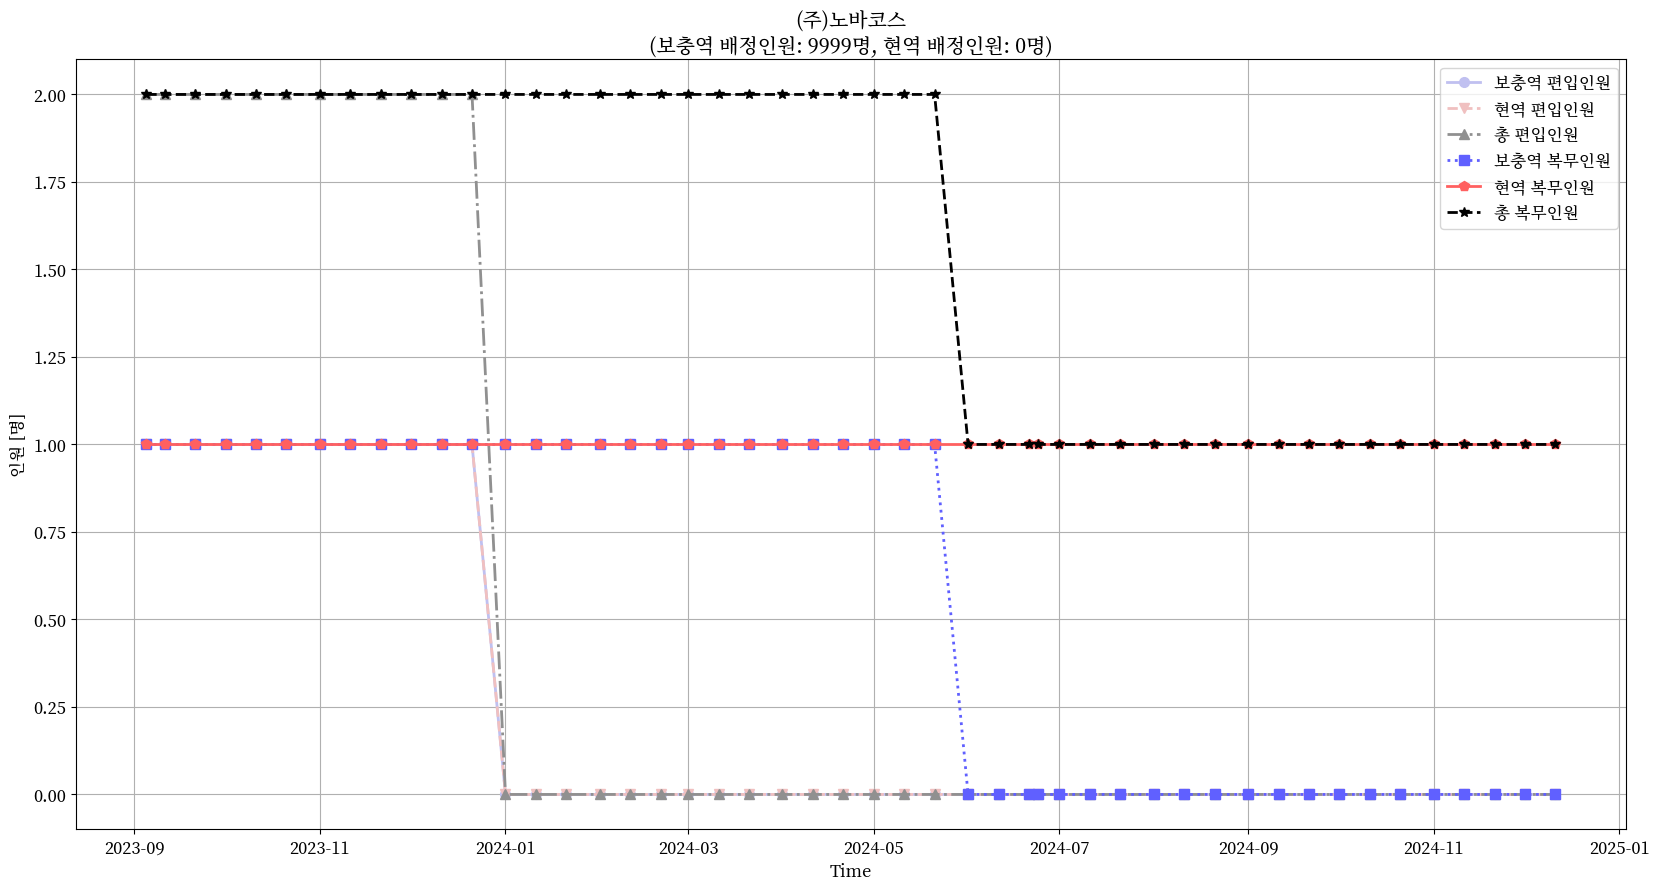 (주)노바코스
(보충역 배정인원: 9999명, 현역 배정인원: 0명)
2.00
1.75
1.50
1.25
1.00
0.75
0.50
0.25
0.00
인원 [명]
보충역 편입인원
현역 편입인원
총 편입인원
보충역 복무인원
현역 복무인원
총 복무인원
2023-09 2023-11 2024-01 2024-03 2024-05 2024-07 2024-09 2024-11 2025-01
Time